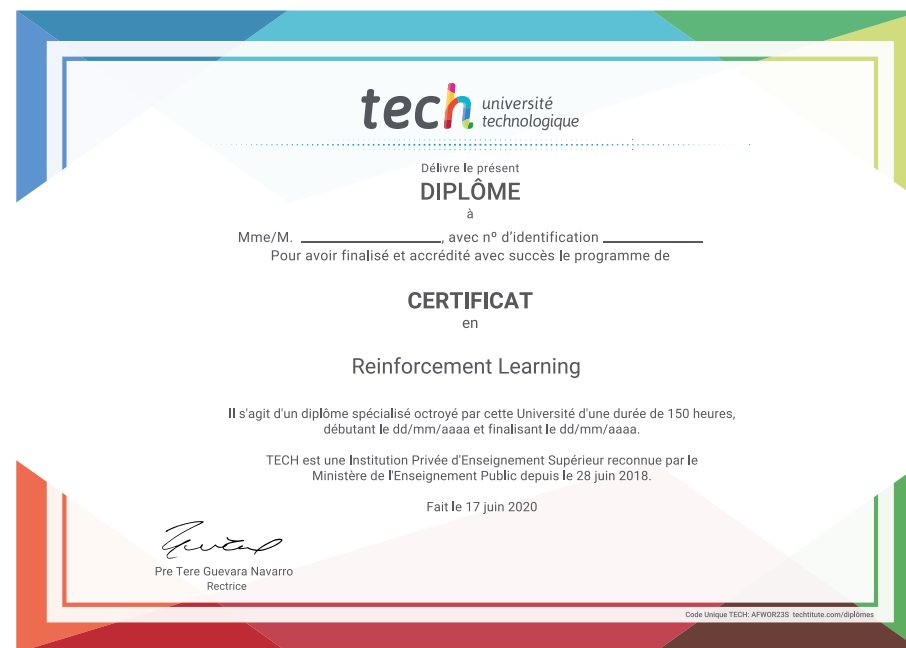 tech université
technologique
Délivre le présent
DIPLÔME
à
Mme/M. ____________________, avec nº d'identification ______________
Pour avoir finalisé et accrédité avec succès le programme de
CERTIFICAT
en
Reinforcement Learning
Il s'agit d'un diplôme spécialisé octroyé par cette Université d'une durée de 150 heures,
débutant le dd/mm/aaaa et finalisant le dd/mm/aaaa.
TECH est une Institution Privée d'Enseignement Supérieur reconnue par le
Ministère de l'Enseignement Public depuis le 28 juin 2018.
Fait le 17 juin 2020
Pre Tere Guevara Navarro
Rectrice
Code Unique TECH: AFWOR23S techtitute.com/diplômes